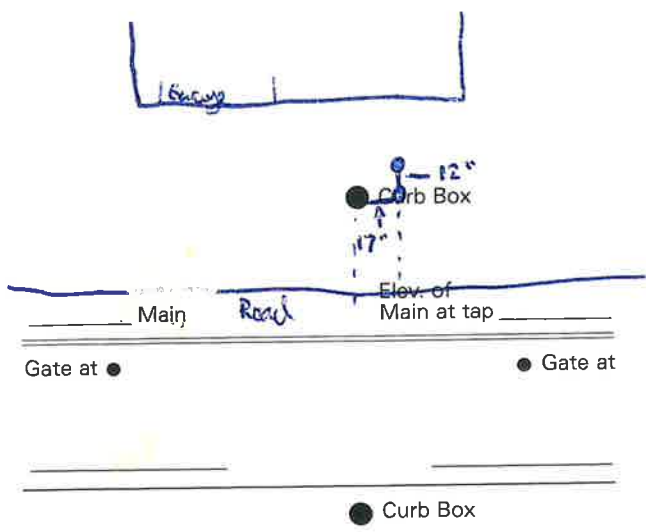 Garage
12"
Curb Box
17"
Elev. of
Main Road Main at tap
Gate at Gate at
Curb Box